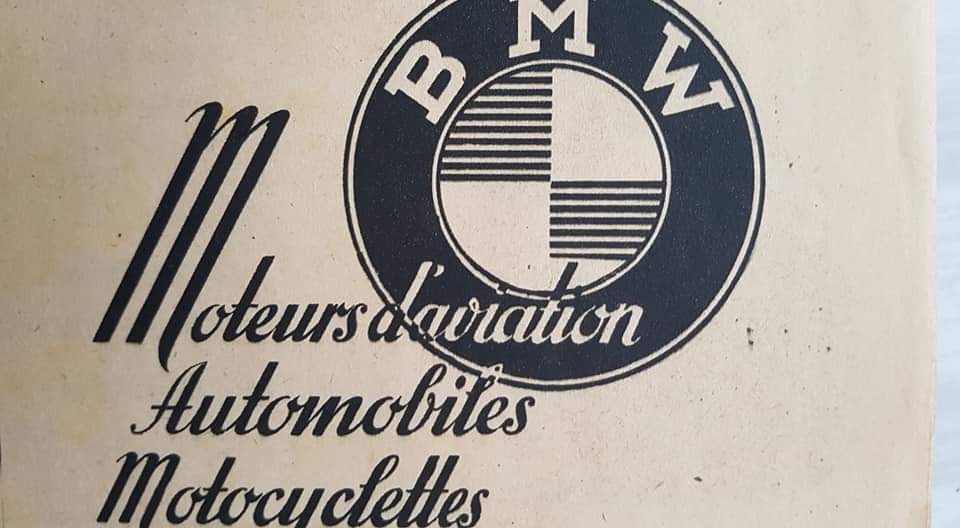 BMW
Moteurs d'aviation
Automobiles
Motocyclettes